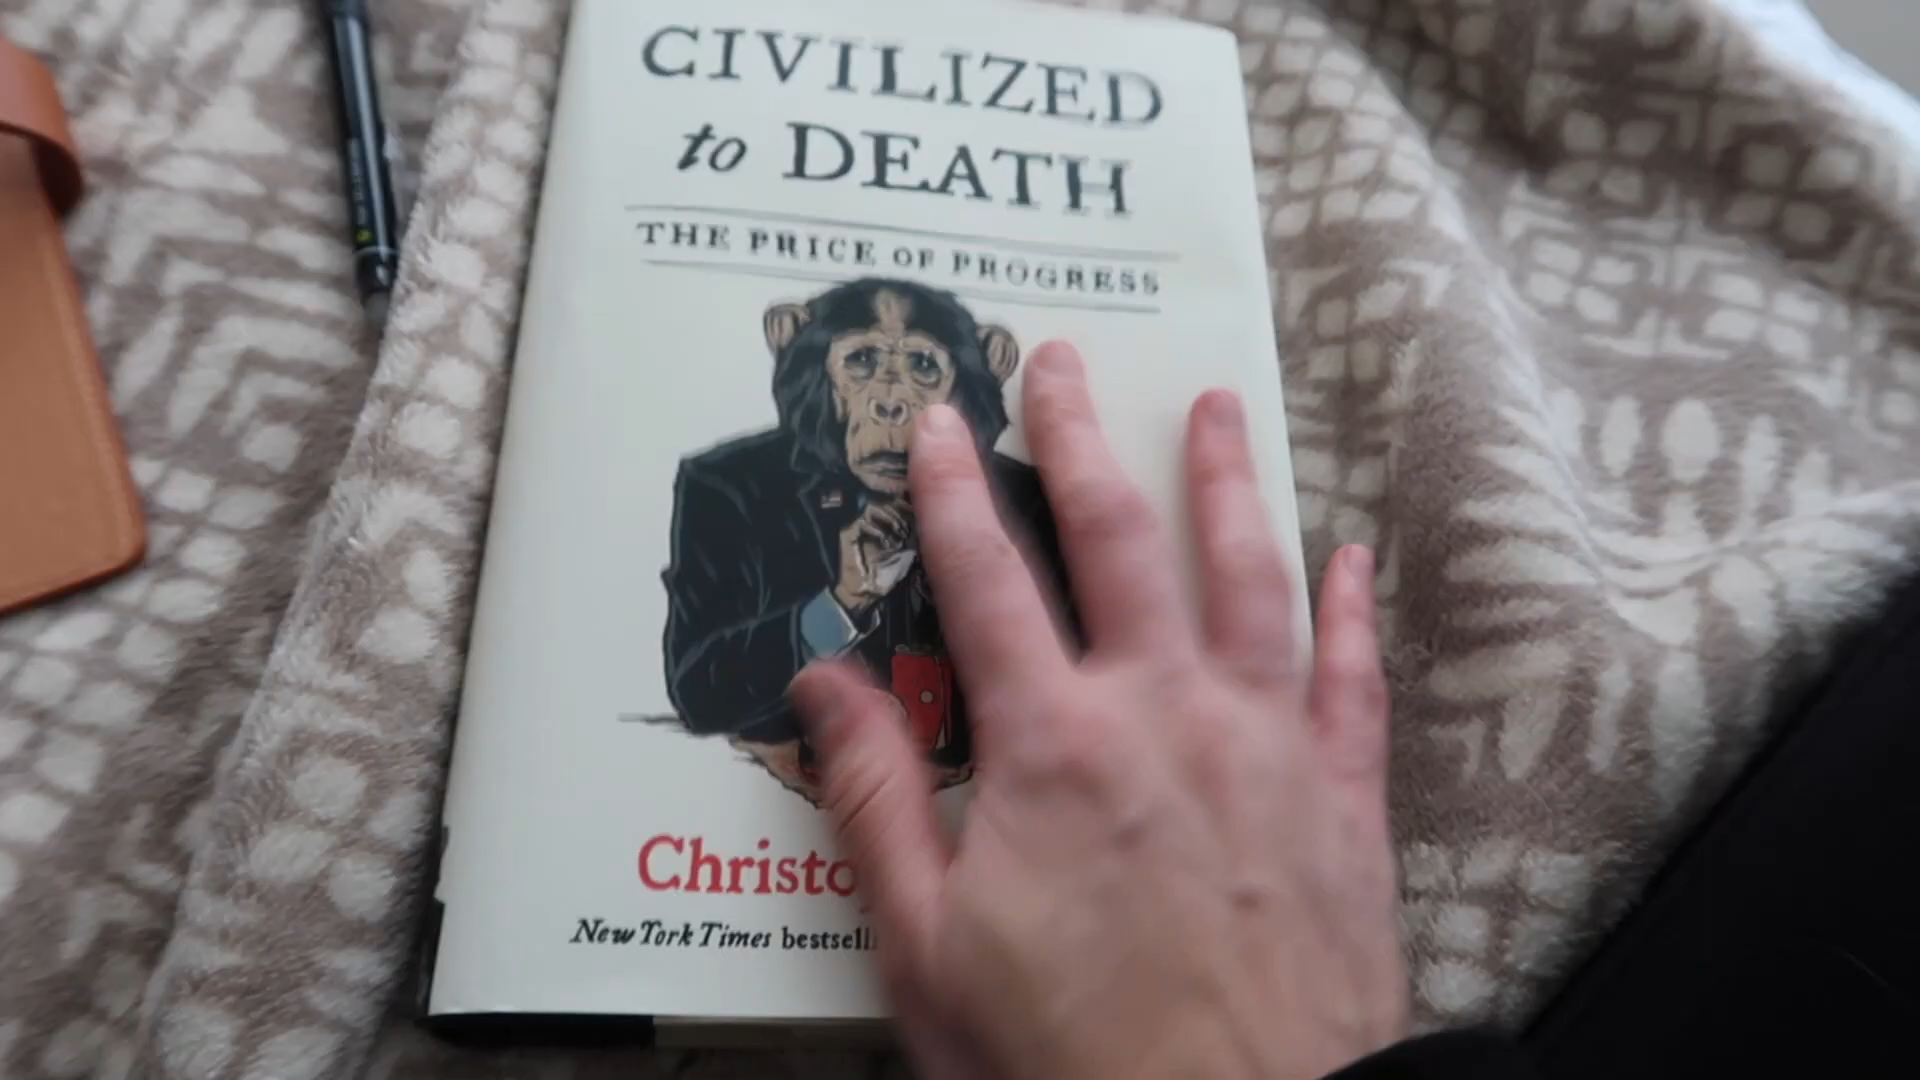 CIVILIZED
to DEATH
THE PRICE OF PROGRESS
New York Times